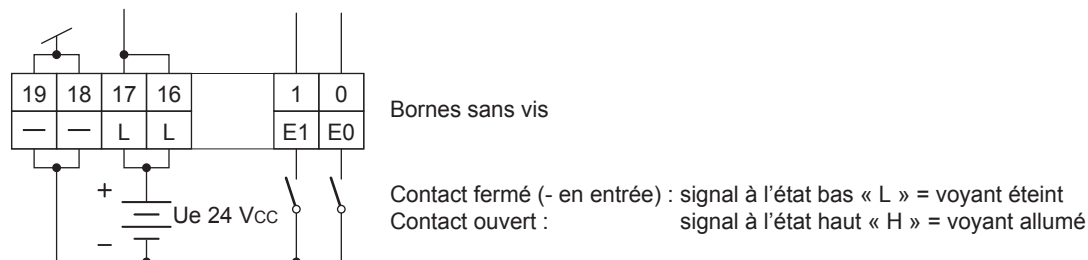 19 18 17 16 1 0
— — L L E1 E0
Bornes sans vis
+
Ue 24 Vcc
–
Contact fermé (- en entrée) : signal à l’état bas « L » = voyant éteint
Contact ouvert : signal à l’état haut « H » = voyant allumé